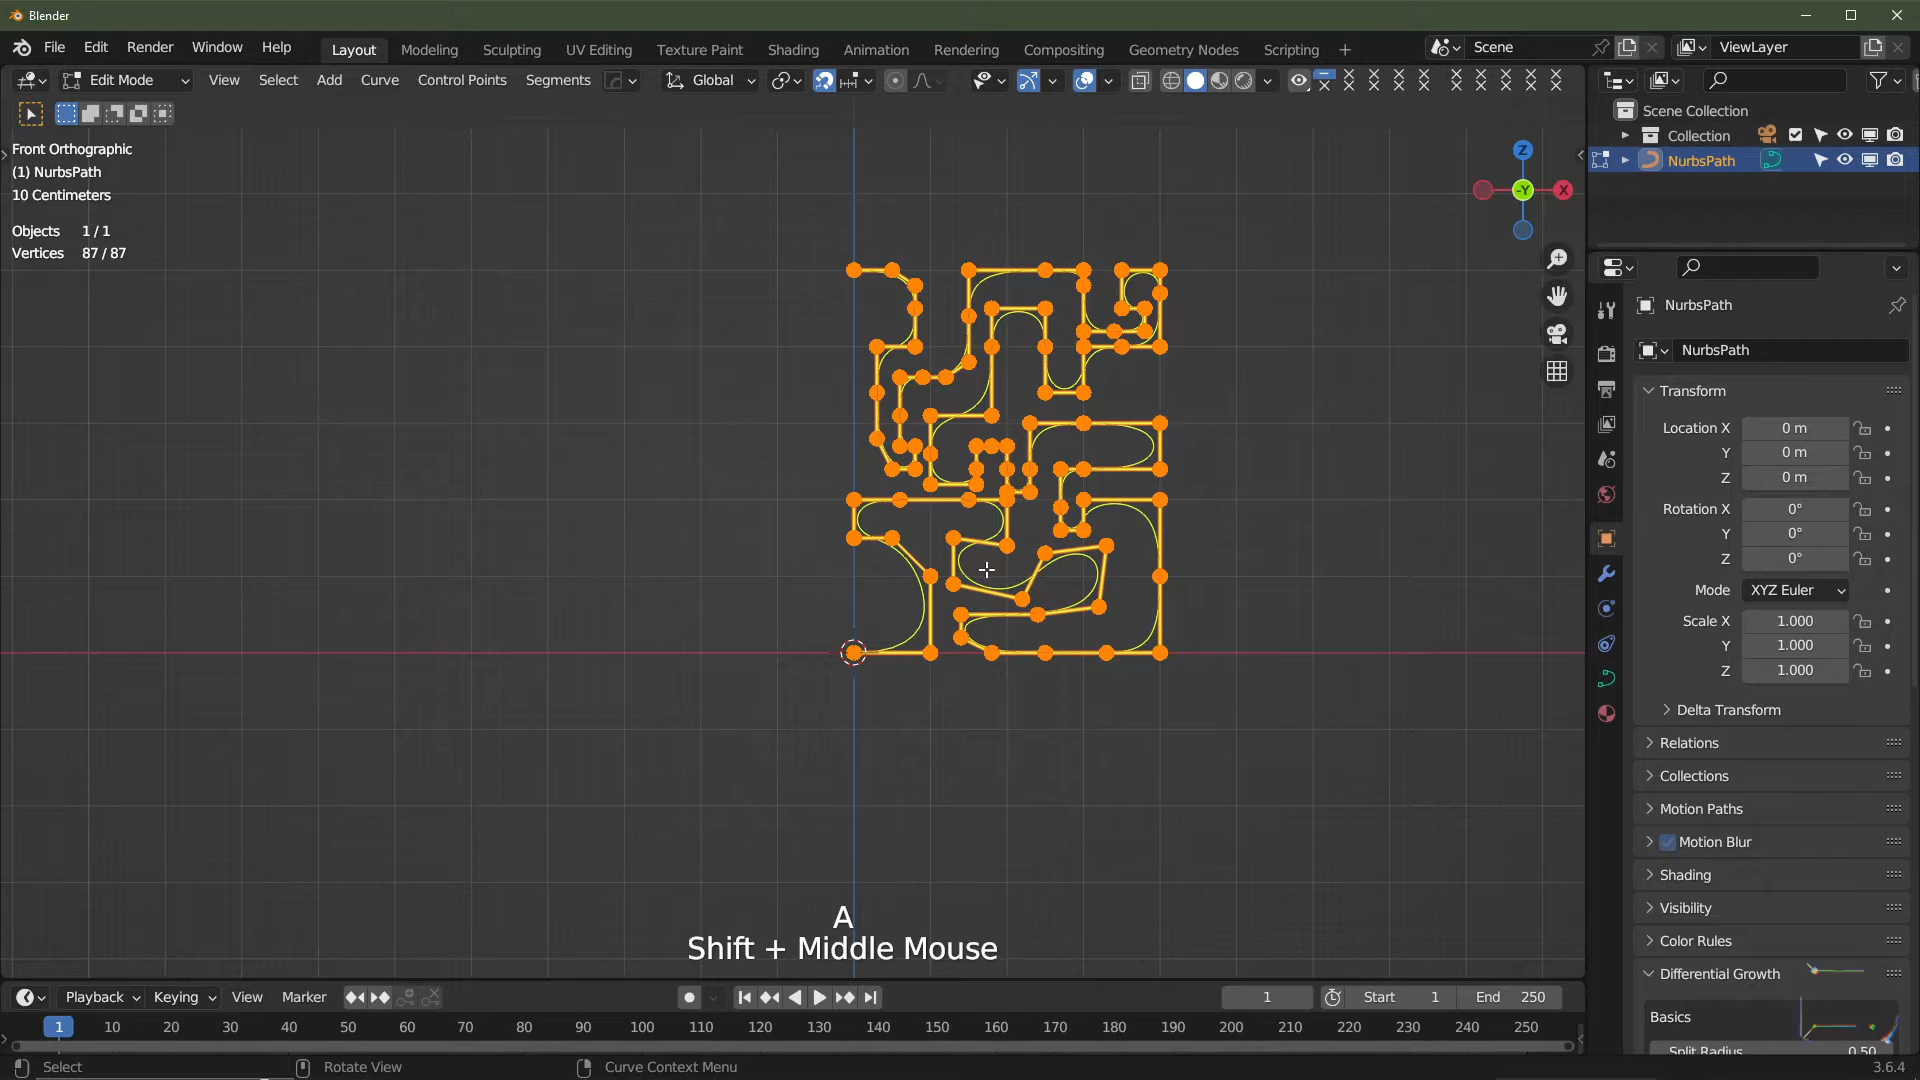 Blender
File Edit Render Window Help Layout Modeling Sculpting UV Editing Texture Paint Shading Animation Rendering Compositing Geometry Nodes Scripting + Scene ViewLayer
Edit Mode View Select Add Curve Control Points Segments Global
Front Orthographic
(1) NurbsPath
10 Centimeters
Objects 1 / 1
Vertices 87 / 87
Z
-Y
X
Scene Collection
Collection
NurbsPath
NurbsPath
NurbsPath
Transform
Location X 0 m
Y 0 m
Z 0 m
Rotation X 0°
Y 0°
Z 0°
Mode XYZ Euler
Scale X 1.000
Y 1.000
Z 1.000
Delta Transform
Relations
Collections
Motion Paths
Motion Blur
Shading
Visibility
Color Rules
Differential Growth
Basics
Split Radius 0.50
A
Shift + Middle Mouse
Playback Keying View Marker 1 Start 1 End 250
1 10 20 30 40 50 60 70 80 90 100 110 120 130 140 150 160 170 180 190 200 210 220 230 240 250
Select Rotate View Curve Context Menu 3.6.4